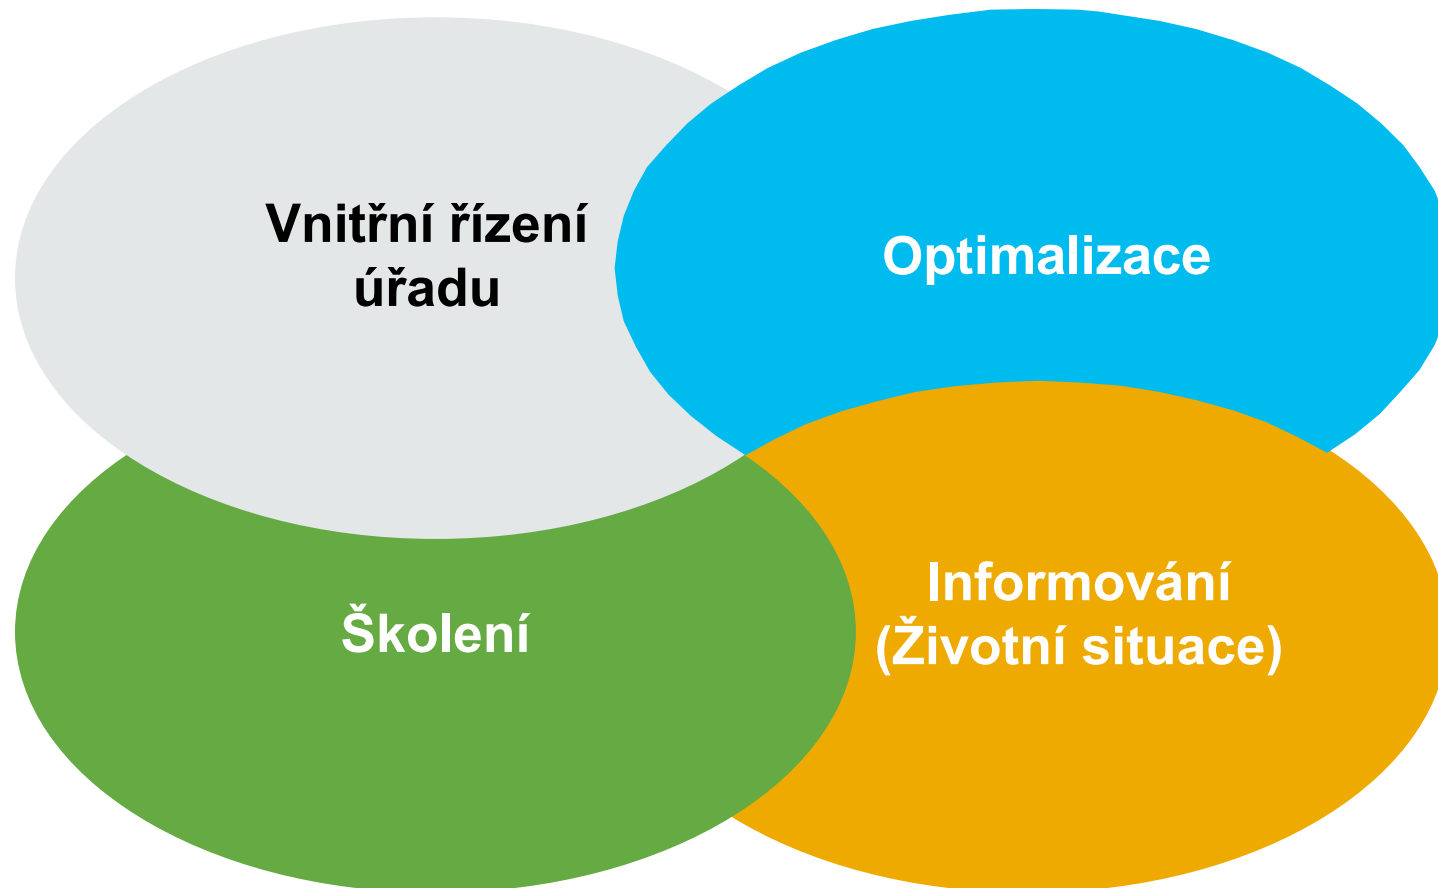 Vnitřní řízení
úřadu
Optimalizace
Školení
Informování
(Životní situace)